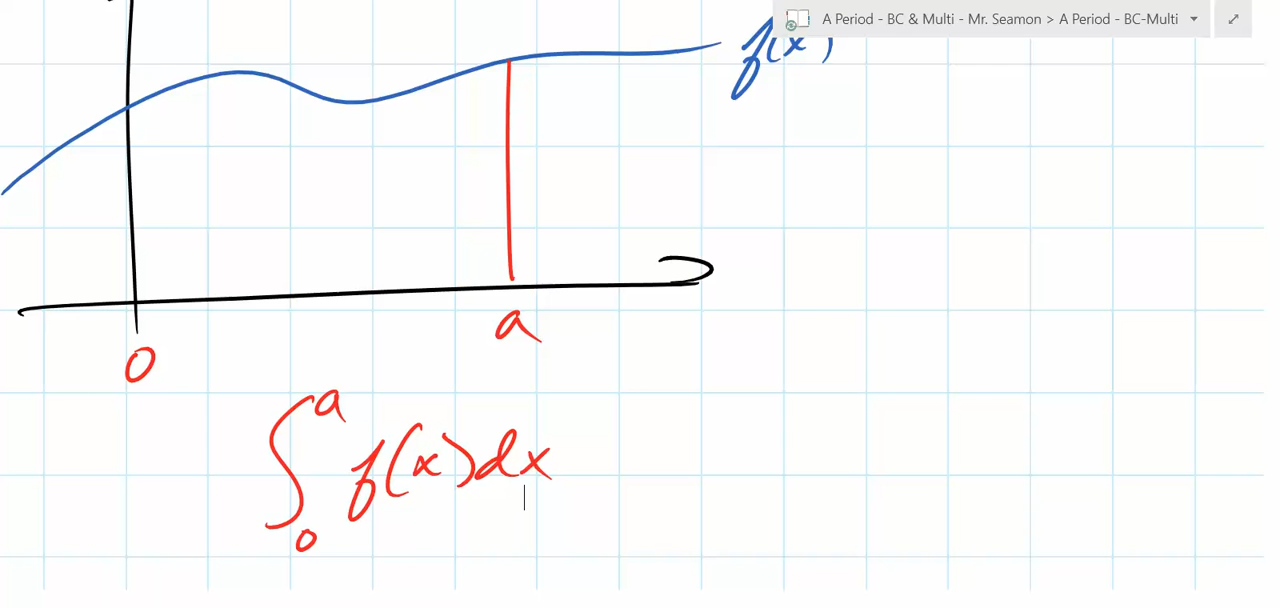 A Period - BC & Multi - Mr. Seamon > A Period - BC-Multi
f(x)
a
0
∫₀ᵃ f(x)dx